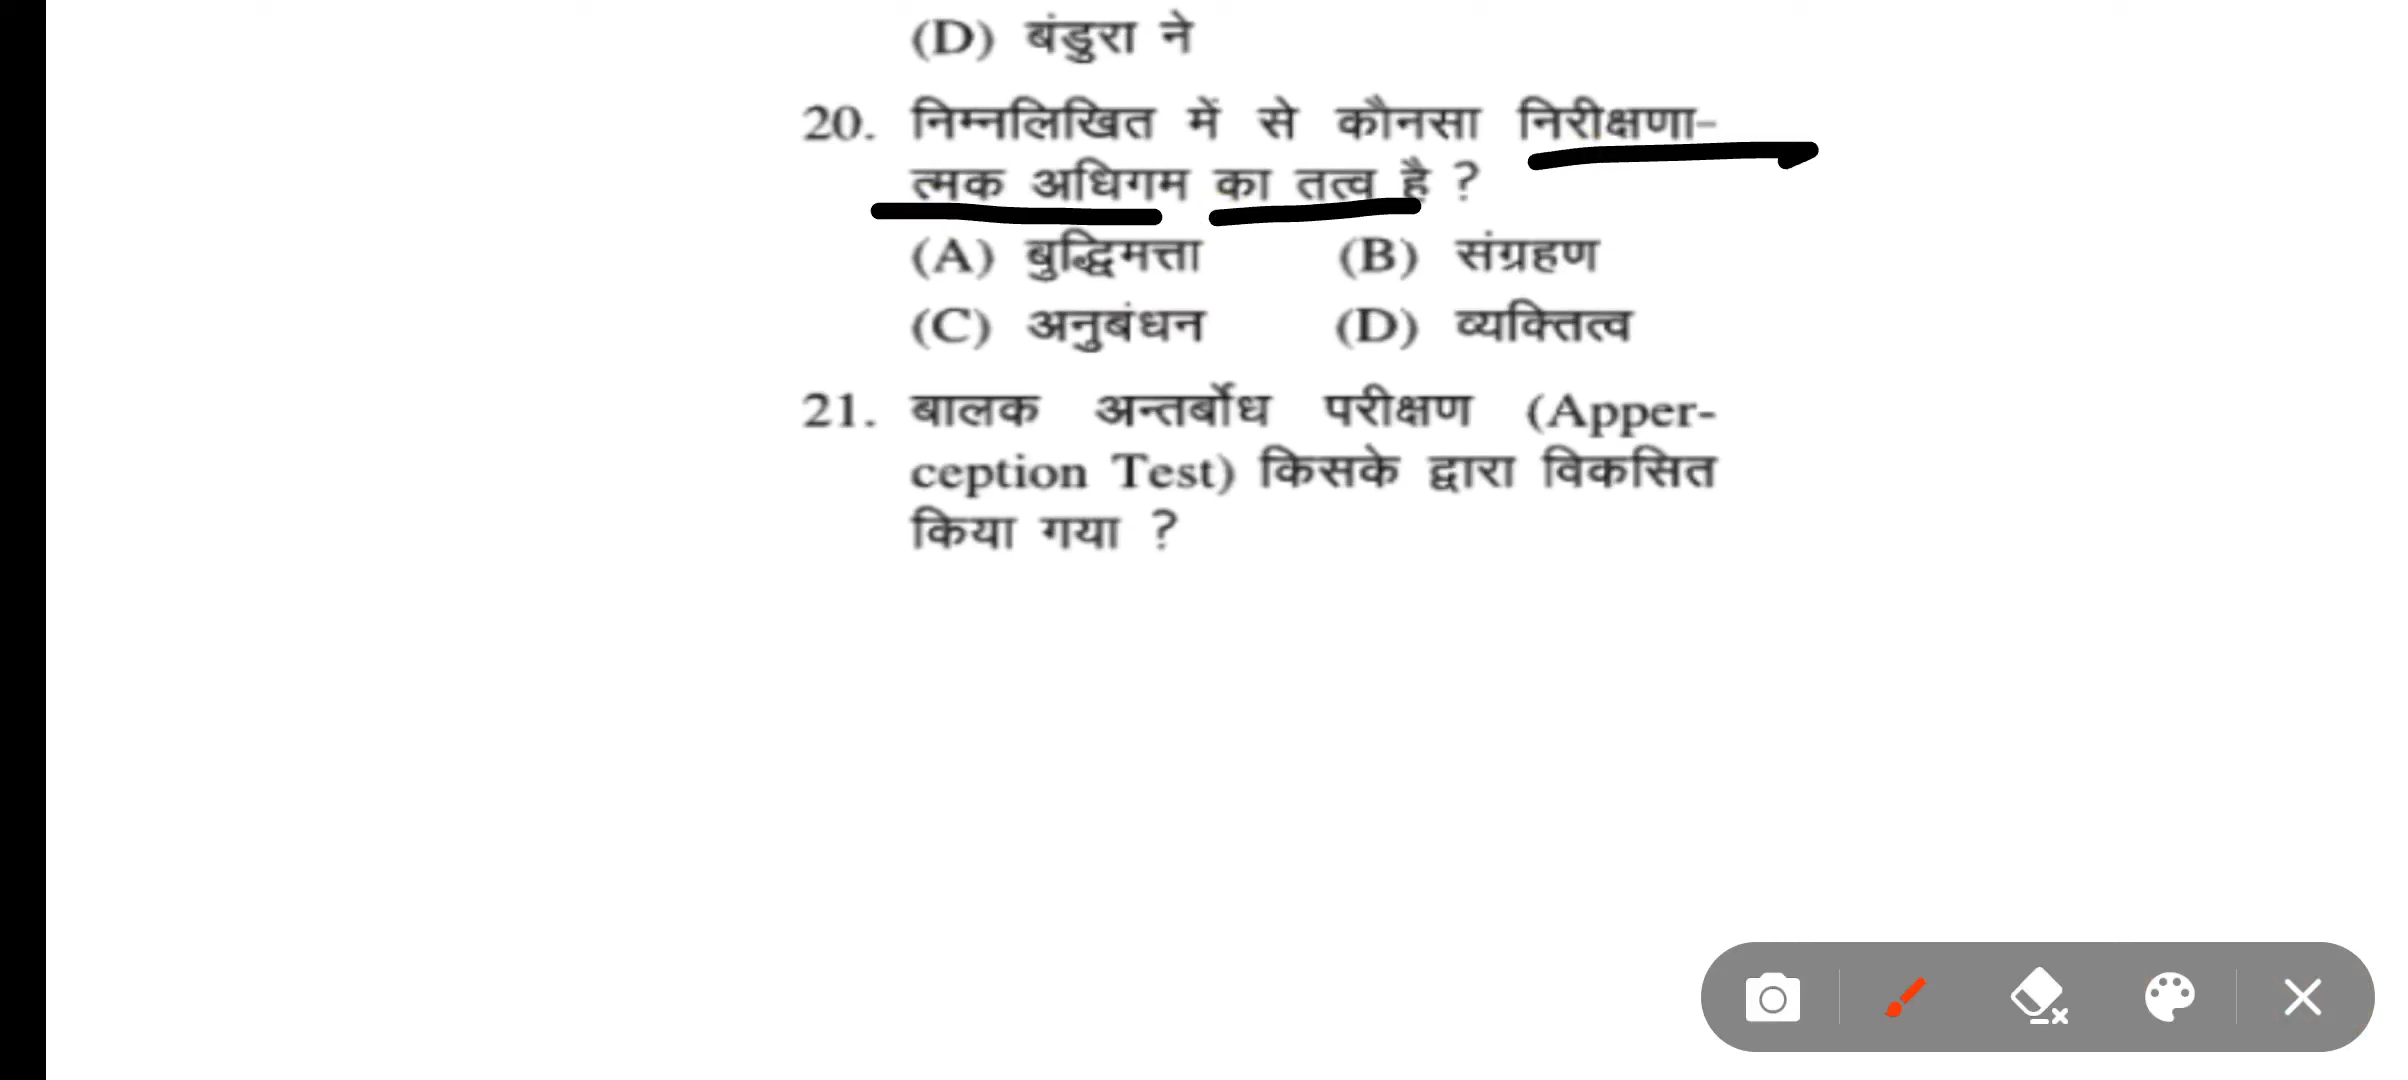 (D) बंडुरा ने
20. निम्नलिखित में से कौनसा निरीक्षणा-
त्मक अधिगम का तत्व है ?
(A) बुद्धिमत्ता (B) संग्रहण
(C) अनुबंधन (D) व्यक्तित्व
21. बालक अन्तर्बोध परीक्षण (Apper-
ception Test) किसके द्वारा विकसित
किया गया ?